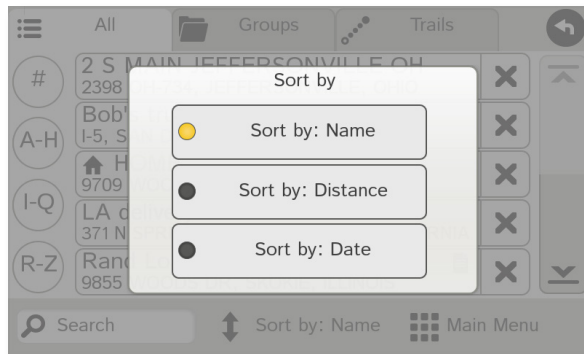 All
Groups
Trails
#
2 S MAIN, JEFFERSONVILLE OH
2398
Sort by
A-H
Bob's
I-5, S
Sort by: Name
H
9709
Sort by: Distance
I-Q
LA
371 N
Sort by: Date
R-Z
Rand
9855
Search
Sort by: Name
Main Menu